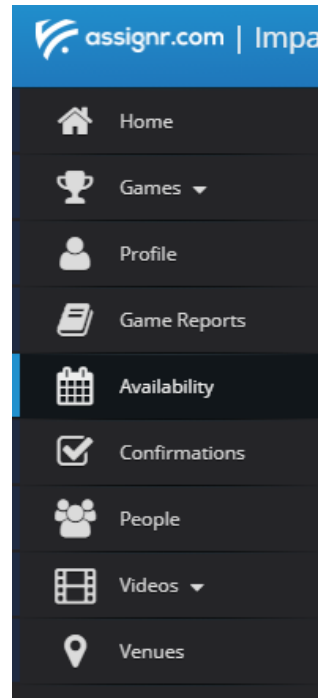 assignr.com | Impa
Home
Games
Profile
Game Reports
Availability
Confirmations
People
Videos
Venues